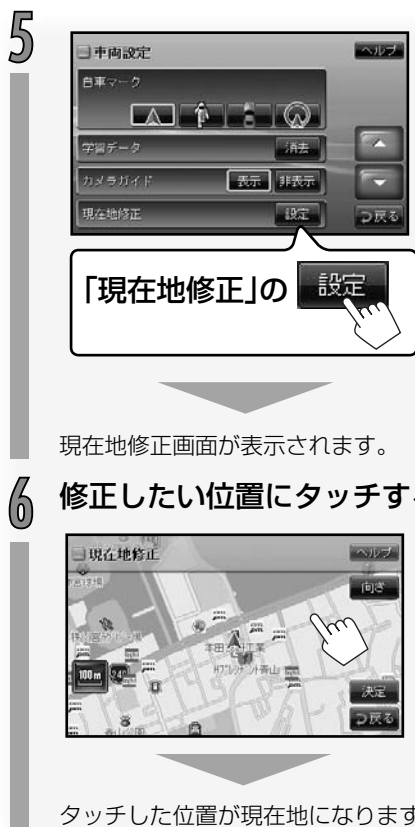 5
車両設定
ヘルプ
自車マーク
学習データ
消去
カメラガイド
表示
非表示
現在地修正
設定
戻る
「現在地修正」の 設定
現在地修正画面が表示されます。
6
修正したい位置にタッチする
現在地修正
ヘルプ
向き
100m
決定
戻る
タッチした位置が現在地になります